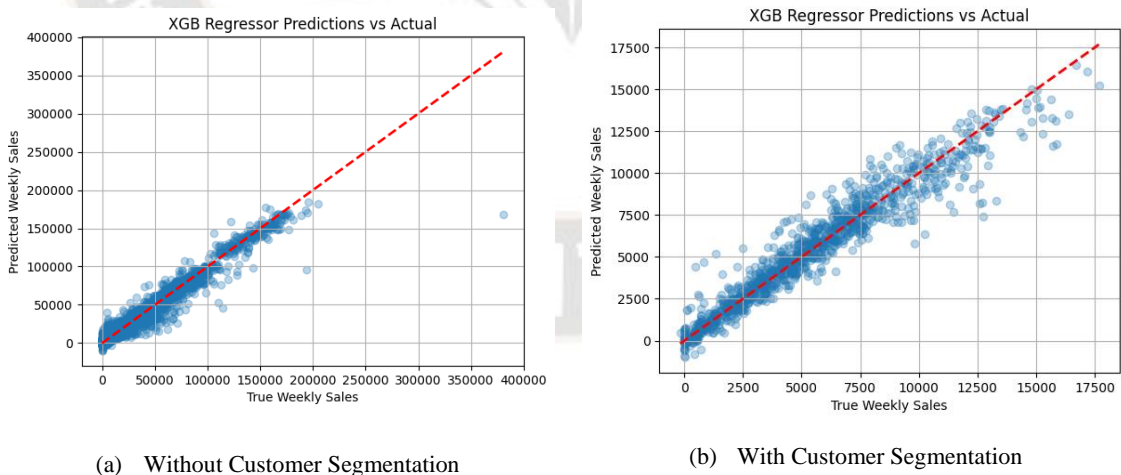 XGB Regressor Predictions vs Actual
400000
350000
300000
250000
200000
150000
100000
50000
0
Predicted Weekly Sales
0 50000 100000 150000 200000 250000 300000 350000 400000
True Weekly Sales
(a) Without Customer Segmentation
XGB Regressor Predictions vs Actual
17500
15000
12500
10000
7500
5000
2500
0
Predicted Weekly Sales
0 2500 5000 7500 10000 12500 15000 17500
True Weekly Sales
(b) With Customer Segmentation